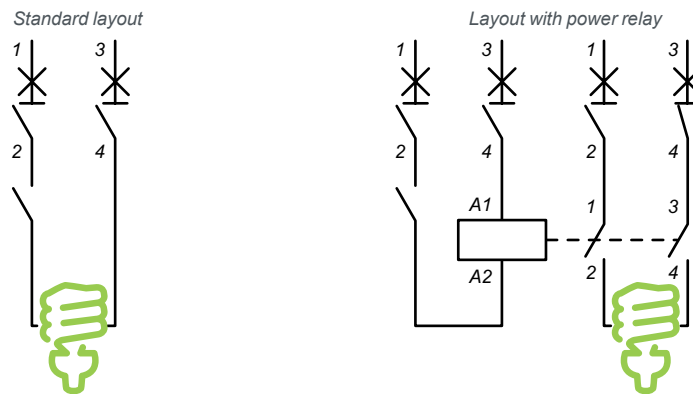 Standard layout
Layout with power relay
1 3
1 3 1 3
2 4
2 4 2 4
A1 1 3
A2 2 4